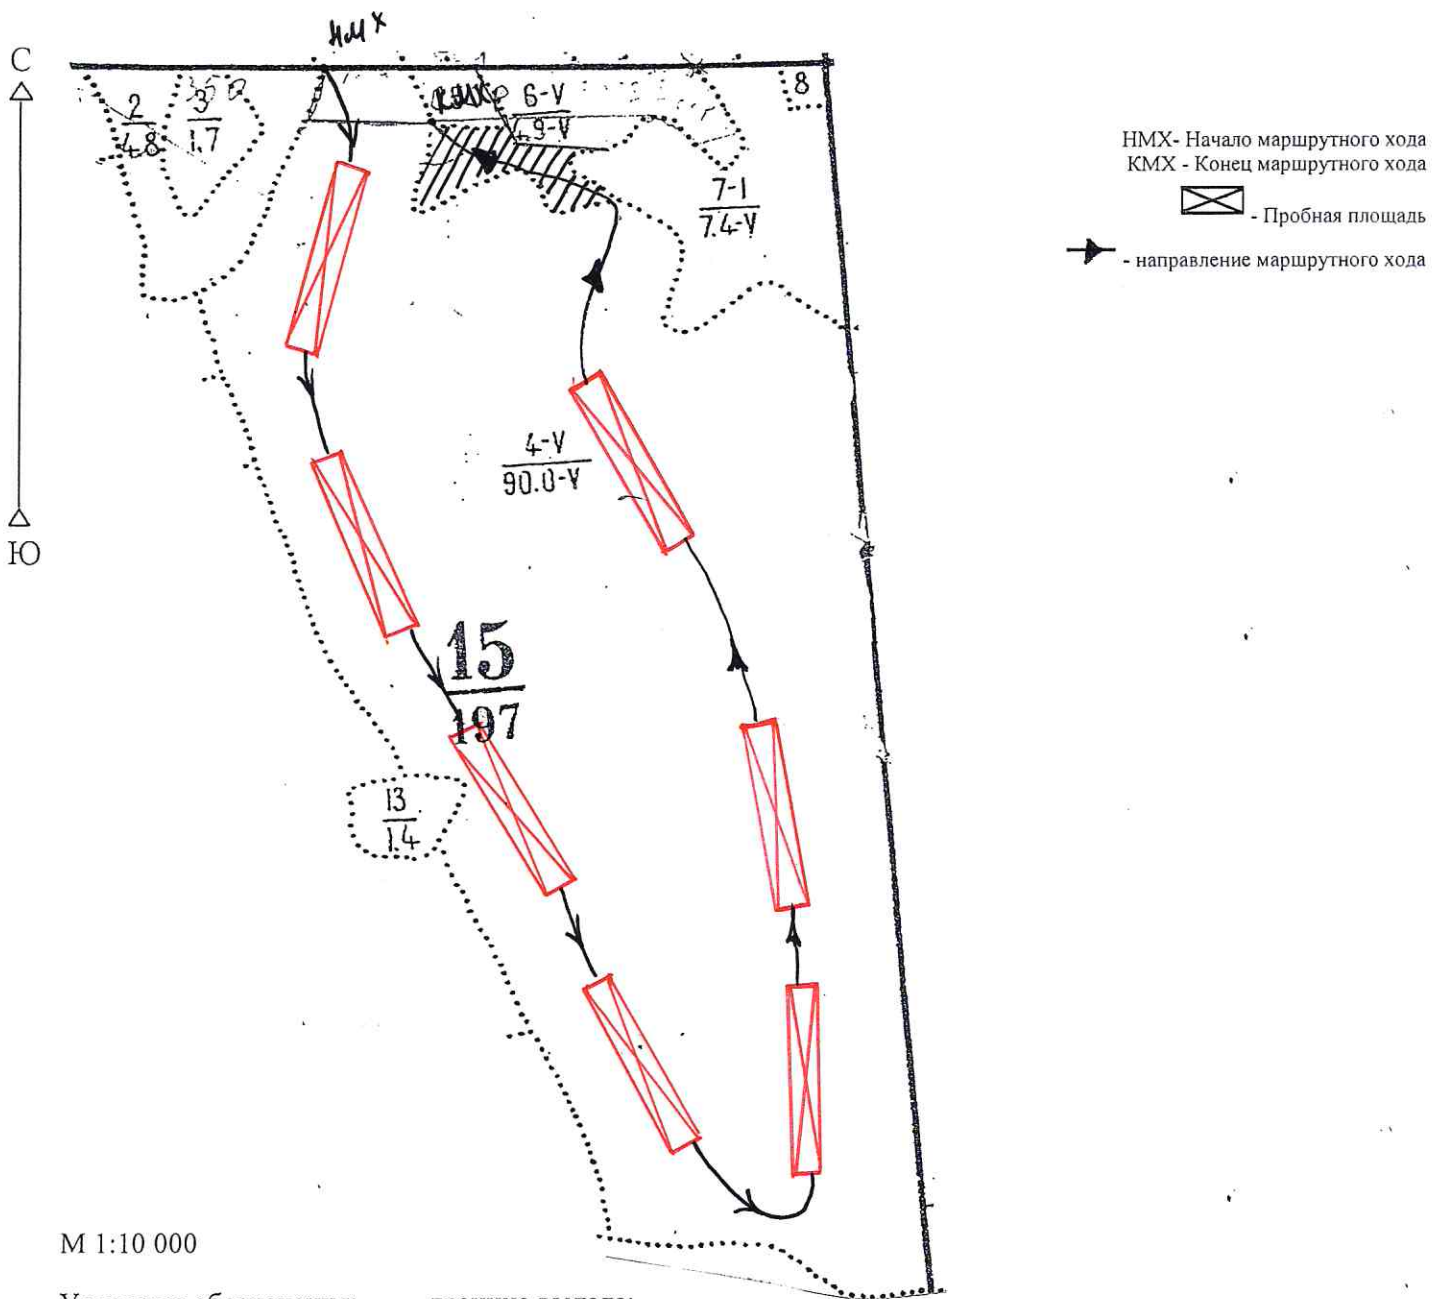 НМХ
С
8
6-V
4.9-V
2
4.8
3
1.7
НМХ- Начало маршрутного хода
КМХ - Конец маршрутного хода
- Пробная площадь
- направление маршрутного хода
7-1
7.4-V
4-V
90.0-V
Ю
15
197
13
1.4
М 1:10 000